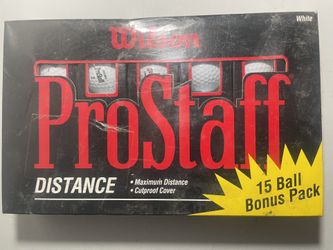 White
Wilson
ProStaff
DISTANCE
• Maximum Distance
• Cutproof Cover
15 Ball
Bonus Pack